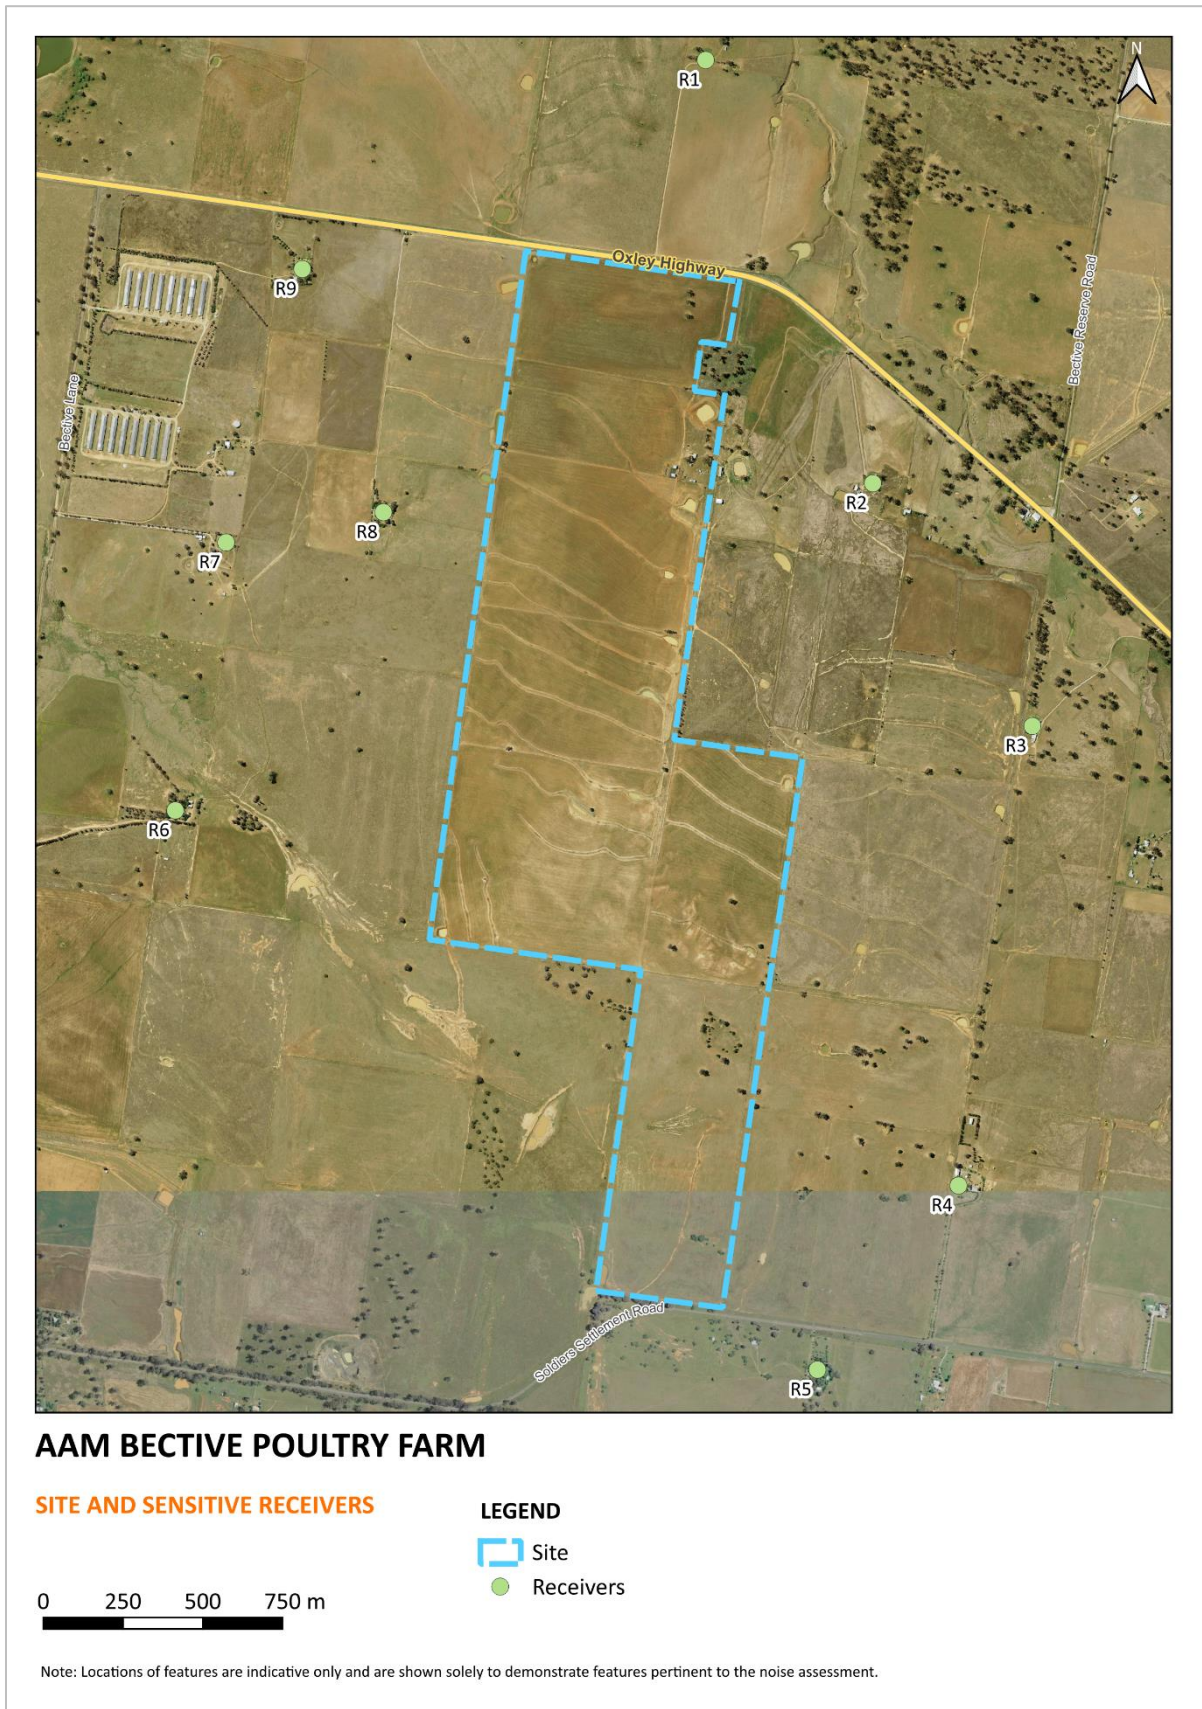 N
R1
Oxley Highway
R9
Bective Reserve Road
Bective Lane
R2
R8
R7
R3
R6
R4
Soldiers Settlement Road
R5
AAM BECTIVE POULTRY FARM
SITE AND SENSITIVE RECEIVERS
LEGEND
Site
Receivers
0 250 500 750 m
Note: Locations of features are indicative only and are shown solely to demonstrate features pertinent to the noise assessment.